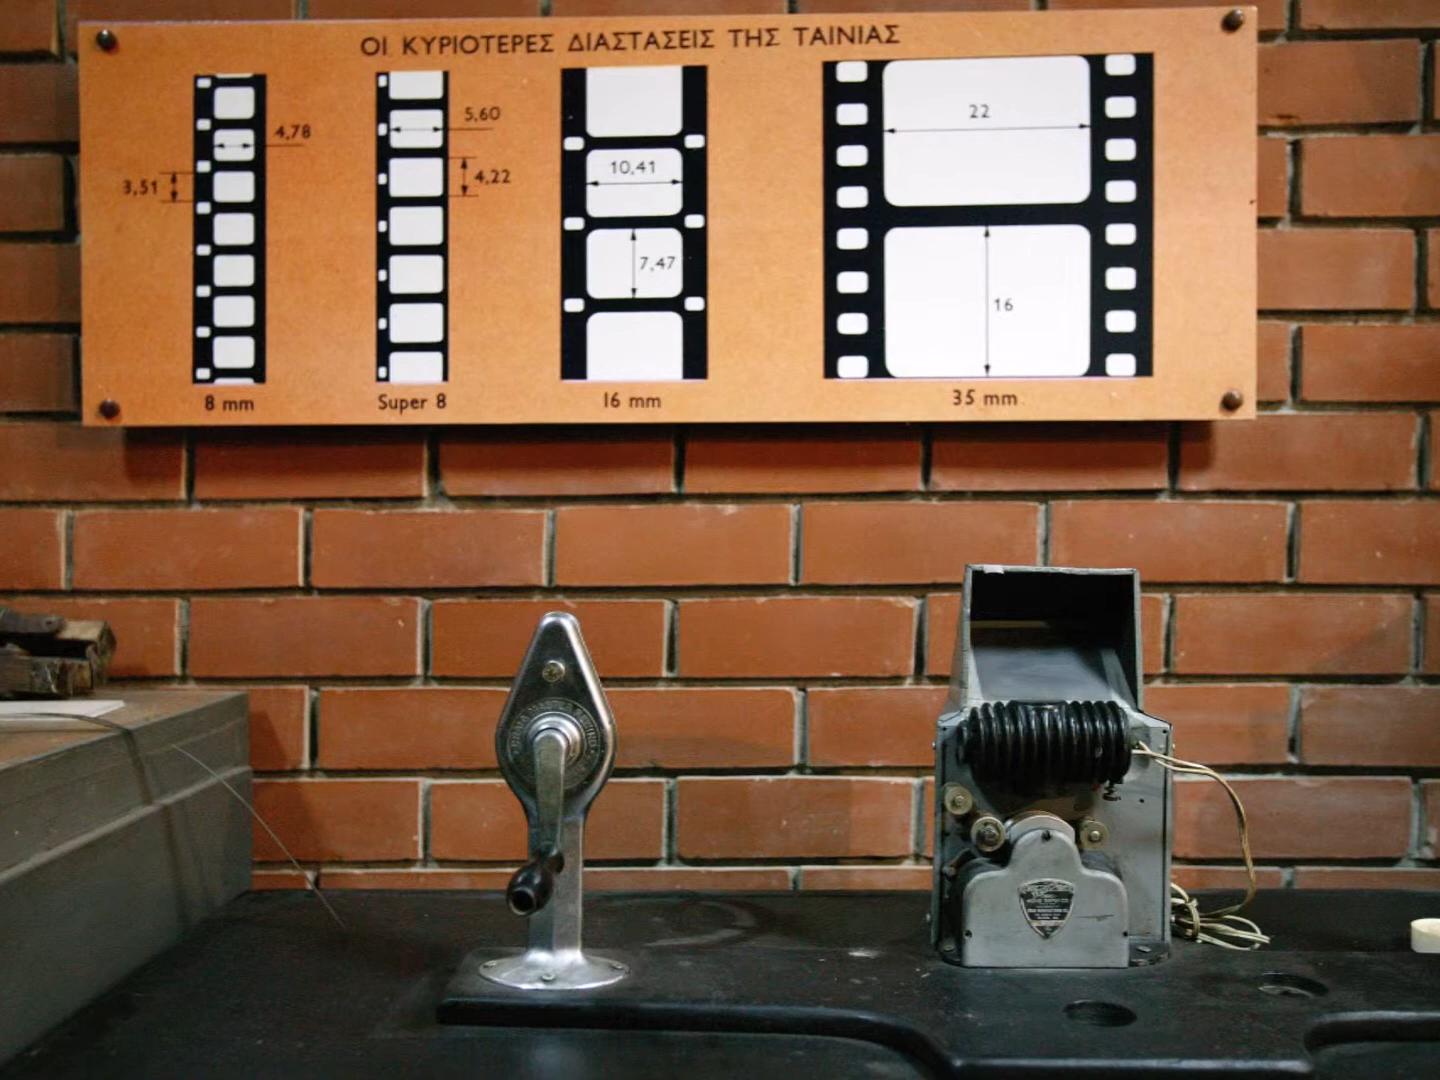 ΟΙ ΚΥΡΙΟΤΕΡΕΣ ΔΙΑΣΤΑΣΕΙΣ ΤΗΣ ΤΑΙΝΙΑΣ
4,78
3,51
8 mm
5,60
4,22
Super 8
10,41
7,47
16 mm
22
16
35 mm